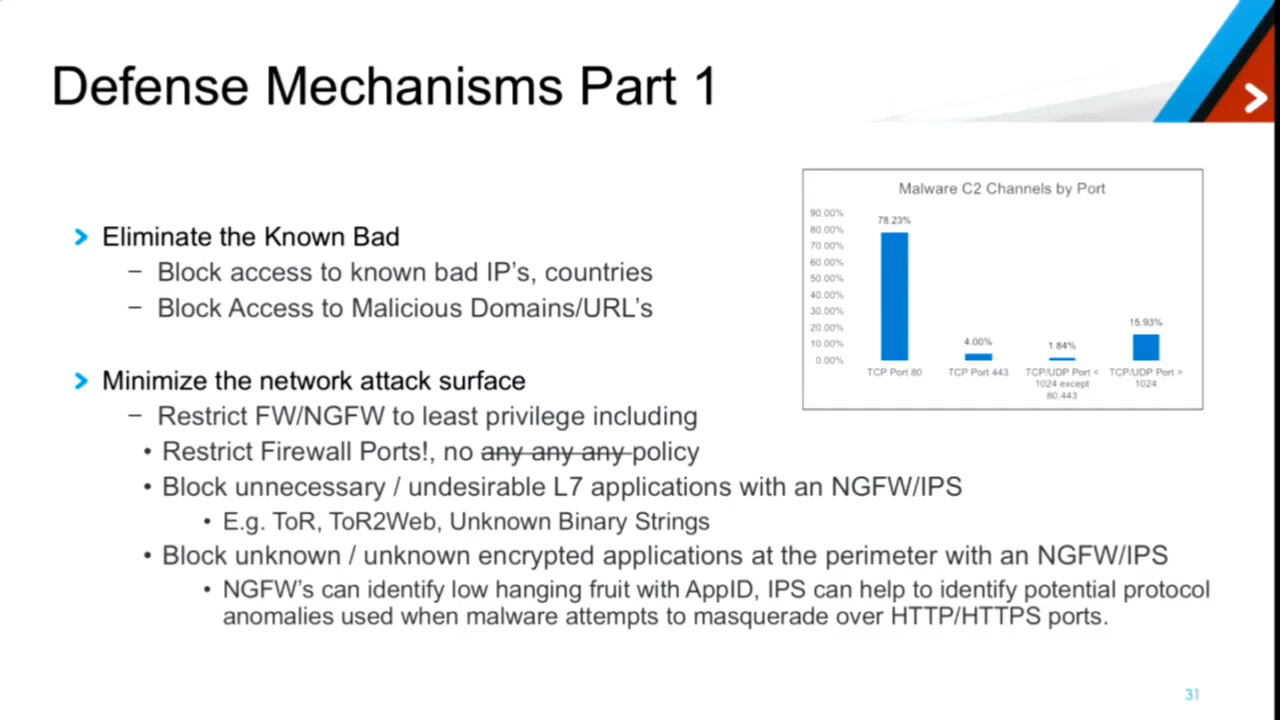 Defense Mechanisms Part 1
Eliminate the Known Bad
– Block access to known bad IP's, countries
– Block Access to Malicious Domains/URL's
Minimize the network attack surface
– Restrict FW/NGFW to least privilege including
• Restrict Firewall Ports!, no any any any policy
• Block unnecessary / undesirable L7 applications with an NGFW/IPS
• E.g. ToR, ToR2Web, Unknown Binary Strings
• Block unknown / unknown encrypted applications at the perimeter with an NGFW/IPS
• NGFW's can identify low hanging fruit with AppID, IPS can help to identify potential protocol
anomalies used when malware attempts to masquerade over HTTP/HTTPS ports.
Malware C2 Channels by Port
90.00%
80.00%
70.00%
60.00%
50.00%
40.00%
30.00%
20.00%
10.00%
0.00%
78.23%
4.00%
1.84%
15.93%
TCP Port 80
TCP Port 443
TCP/UDP Port <
1024 except
80,443
TCP/UDP Port >
1024
31